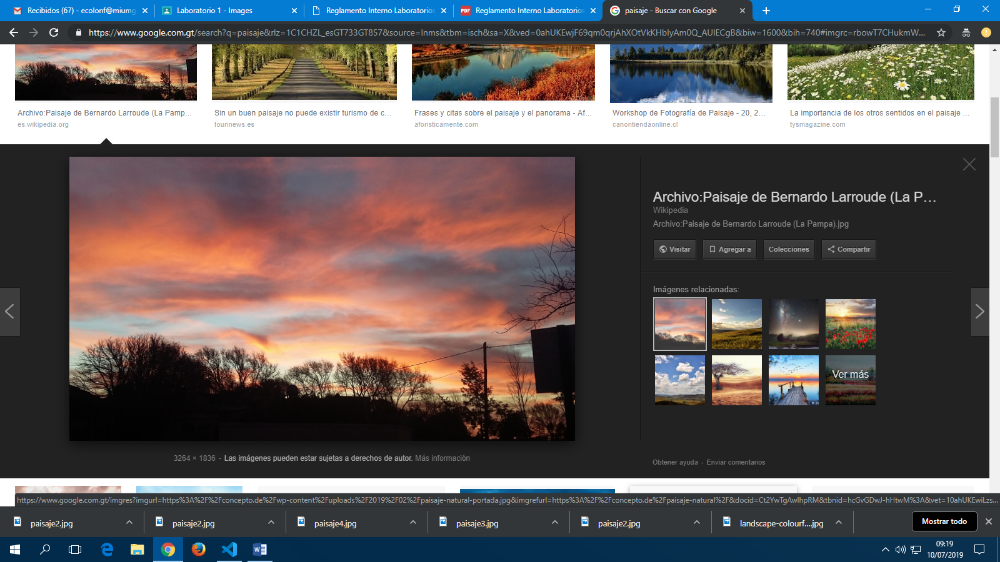 Recibidos (67) - ecolonf@miumg
Laboratorio 1 - Images
Reglamento Interno Laboratorios
Reglamento Interno Laboratorios
paisaje - Buscar con Google
https://www.google.com.gt/search?q=paisaje&rlz=1C1CHZL_esGT733GT857&source=lnms&tbm=isch&sa=X&ved=0ahUKEwjF69qm0qrjAhXOtVkKHbIyAm0Q_AUIECgB&biw=1600&bih=740#imgrc=rbowT7CHukmW...
Archivo:Paisaje de Bernardo Larroude (La Pamp...
es.wikipedia.org
Sin un buen paisaje no puede existir turismo de c...
tourinews.es
Frases y citas sobre el paisaje y el panorama - Af...
aforisticamente.com
Workshop de Fotografía de Paisaje - 20, 2...
canontiendaonline.cl
La importancia de los otros sentidos en el paisaje ...
tysmagazine.com
Archivo:Paisaje de Bernardo Larroude (La P...
Wikipedia
Archivo:Paisaje de Bernardo Larroude (La Pampa).jpg
Visitar
Agregar a
Colecciones
Compartir
Imágenes relacionadas:
Ver más
3264 × 1836 - Las imágenes pueden estar sujetas a derechos de autor. Más información
Obtener ayuda - Enviar comentarios
https://www.google.com.gt/imgres?imgurl=https%3A%2F%2Fconcepto.de%2Fwp-content%2Fuploads%2F2019%2F02%2Fpaisaje-natural-portada.jpg&imgrefurl=https%3A%2F%2Fconcepto.de%2Fpaisaje-natural%2F&docid=Ct2YwTgAwIhpRM&tbnid=hcGvGDwJ-hHtwM%3A&vet=10ahUKEwiLzs...
paisaje2.jpg
paisaje2.jpg
paisaje4.jpg
paisaje3.jpg
paisaje2.jpg
landscape-colourf....jpg
Mostrar todo
09:19
10/07/2019